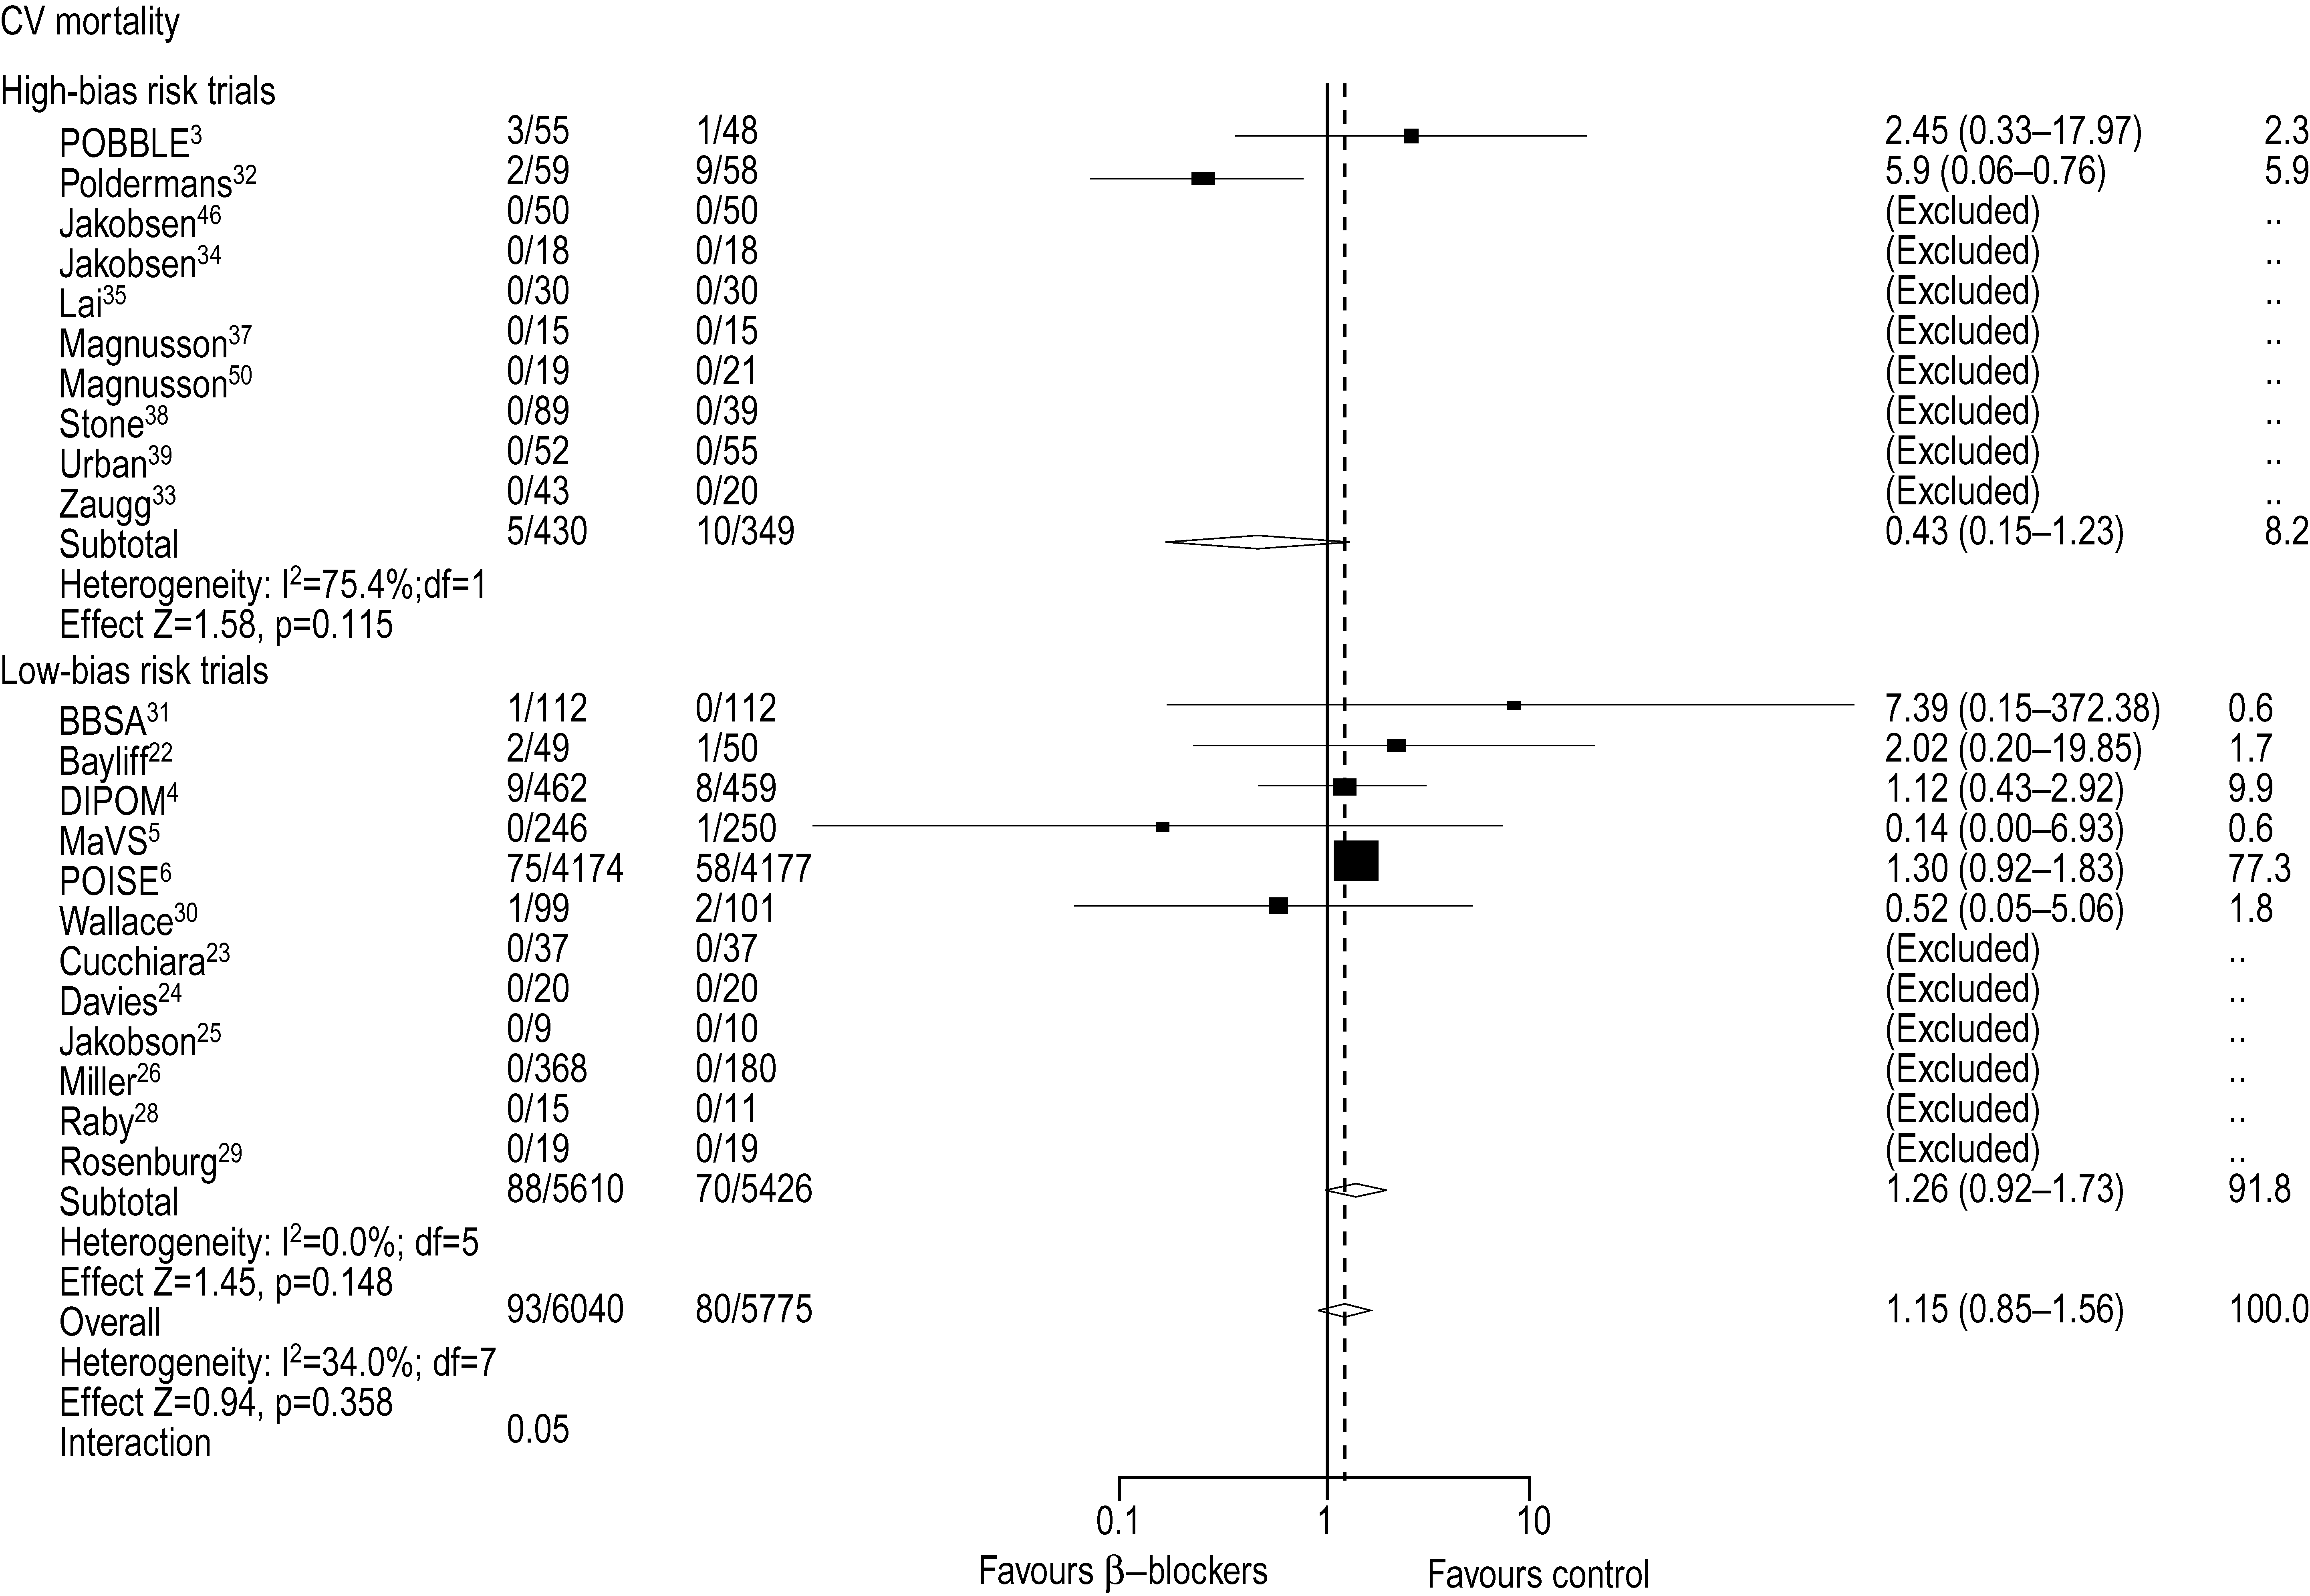 CV mortality
High-bias risk trials
POBBLE3 3/55 1/48 2.45 (0.33–17.97) 2.3
Poldermans32 2/59 9/58 5.9 (0.06–0.76) 5.9
Jakobsen46 0/50 0/50 (Excluded) ..
Jakobsen34 0/18 0/18 (Excluded) ..
Lai35 0/30 0/30 (Excluded) ..
Magnusson37 0/15 0/15 (Excluded) ..
Magnusson50 0/19 0/21 (Excluded) ..
Stone38 0/89 0/39 (Excluded) ..
Urban39 0/52 0/55 (Excluded) ..
Zaugg33 0/43 0/20 (Excluded) ..
Subtotal 5/430 10/349 0.43 (0.15–1.23) 8.2
Heterogeneity: I2=75.4%;df=1
Effect Z=1.58, p=0.115
Low-bias risk trials
BBSA31 1/112 0/112 7.39 (0.15–372.38) 0.6
Bayliff22 2/49 1/50 2.02 (0.20–19.85) 1.7
DIPOM4 9/462 8/459 1.12 (0.43–2.92) 9.9
MaVS5 0/246 1/250 0.14 (0.00–6.93) 0.6
POISE6 75/4174 58/4177 1.30 (0.92–1.83) 77.3
Wallace30 1/99 2/101 0.52 (0.05–5.06) 1.8
Cucchiara23 0/37 0/37 (Excluded) ..
Davies24 0/20 0/20 (Excluded) ..
Jakobson25 0/9 0/10 (Excluded) ..
Miller26 0/368 0/180 (Excluded) ..
Raby28 0/15 0/11 (Excluded) ..
Rosenburg29 0/19 0/19 (Excluded) ..
Subtotal 88/5610 70/5426 1.26 (0.92–1.73) 91.8
Heterogeneity: I2=0.0%; df=5
Effect Z=1.45, p=0.148
Overall 93/6040 80/5775 1.15 (0.85–1.56) 100.0
Heterogeneity: I2=34.0%; df=7
Effect Z=0.94, p=0.358
Interaction 0.05
0.1 1 10
Favours β–blockers Favours control